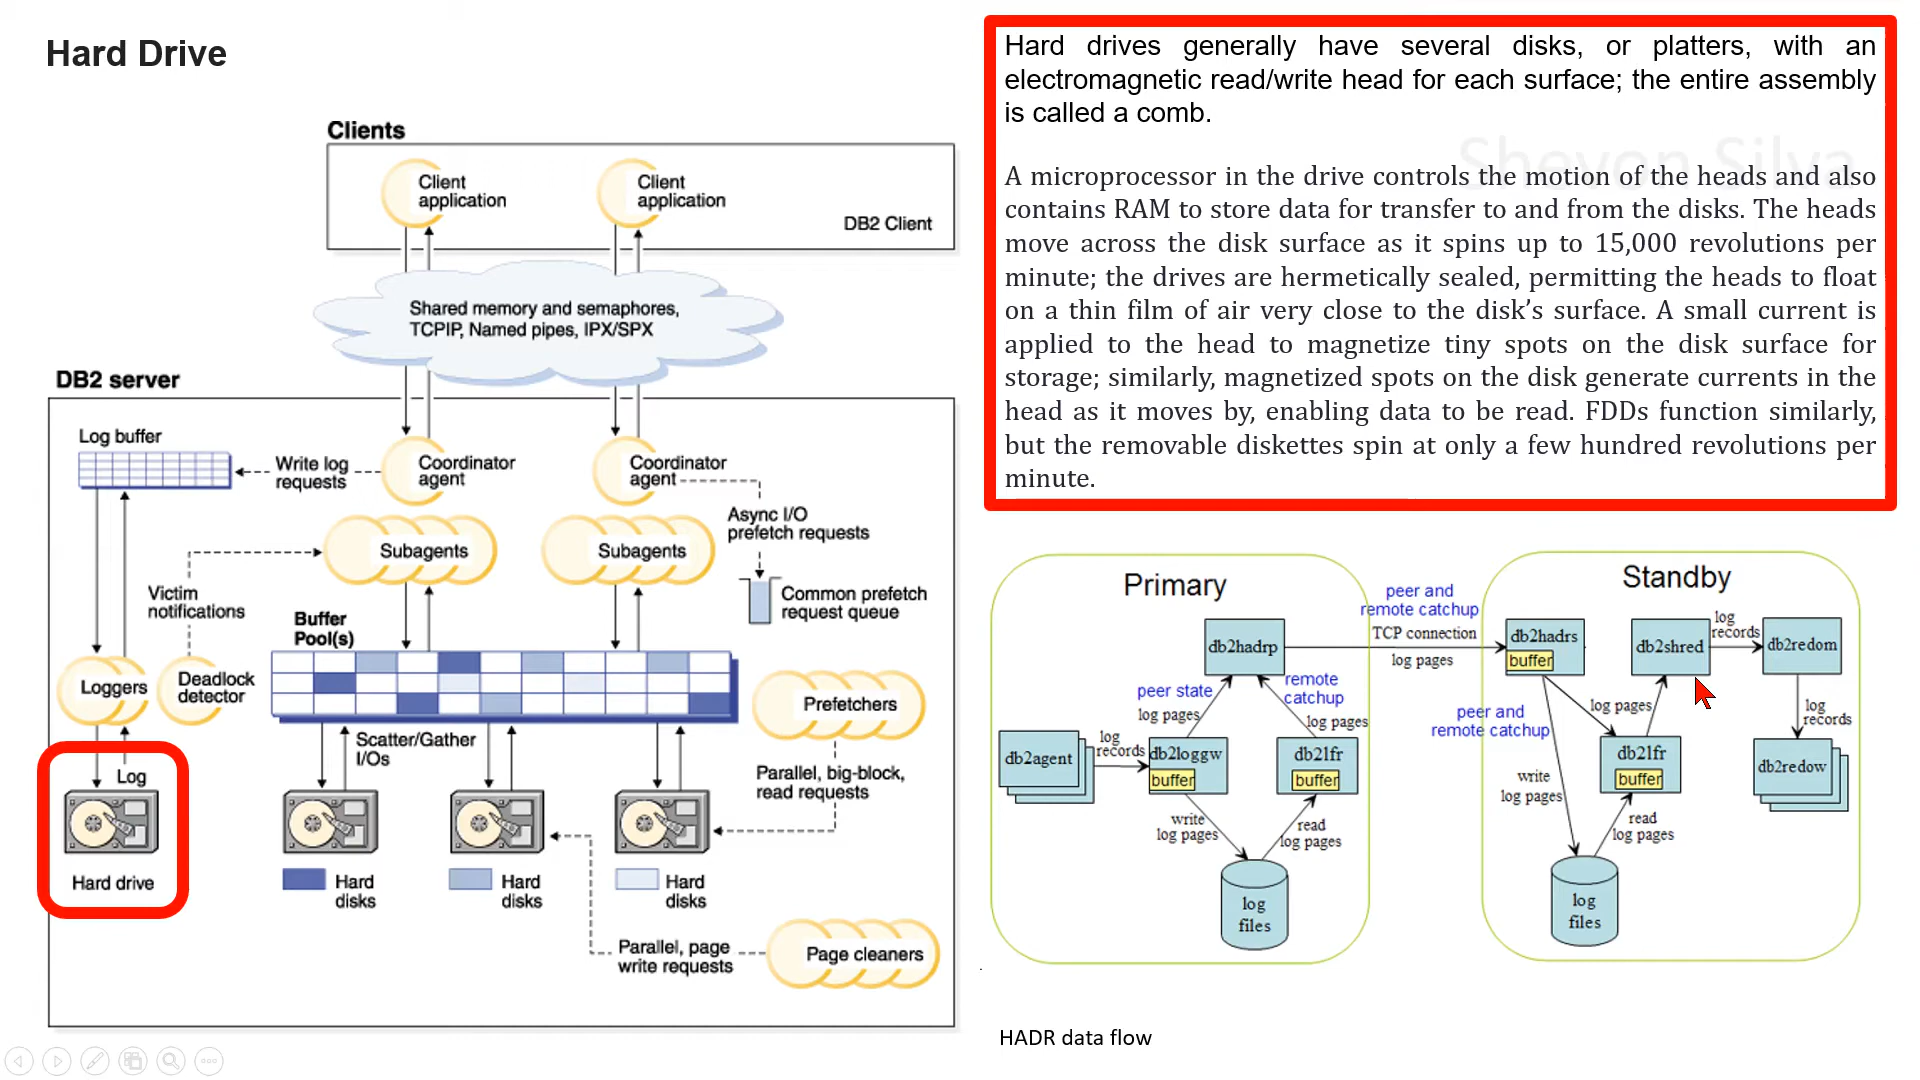 Hard Drive
Hard drives generally have several disks, or platters, with an
electromagnetic read/write head for each surface; the entire assembly
is called a comb.
Shevon Silva
A microprocessor in the drive controls the motion of the heads and also
contains RAM to store data for transfer to and from the disks. The heads
move across the disk surface as it spins up to 15,000 revolutions per
minute; the drives are hermetically sealed, permitting the heads to float
on a thin film of air very close to the disk’s surface. A small current is
applied to the head to magnetize tiny spots on the disk surface for
storage; similarly, magnetized spots on the disk generate currents in the
head as it moves by, enabling data to be read. FDDs function similarly,
but the removable diskettes spin at only a few hundred revolutions per
minute.
Clients
Client
application
Client
application
DB2 Client
Shared memory and semaphores,
TCPIP, Named pipes, IPX/SPX
DB2 server
Log buffer
Write log
requests
Coordinator
agent
Coordinator
agent
Async I/O
prefetch requests
Subagents
Subagents
Victim
notifications
Common prefetch
request queue
Buffer
Pool(s)
Loggers
Deadlock
detector
Prefetchers
Scatter/Gather
I/Os
Log
Parallel, big-block,
read requests
Hard drive
Hard
disks
Hard
disks
Hard
disks
Parallel, page
write requests
Page cleaners
Primary
db2hadrp
peer state
log pages
remote
catchup
log pages
db2agent
log
records
db2loggw
buffer
db2lfr
buffer
write
log pages
read
log pages
log
files
peer and
remote catchup
TCP connection
log pages
Standby
db2hadrs
buffer
db2shred
log
records
db2redom
peer and
remote catchup
log pages
log
records
db2lfr
buffer
db2redow
write
log pages
read
log pages
log
files
HADR data flow